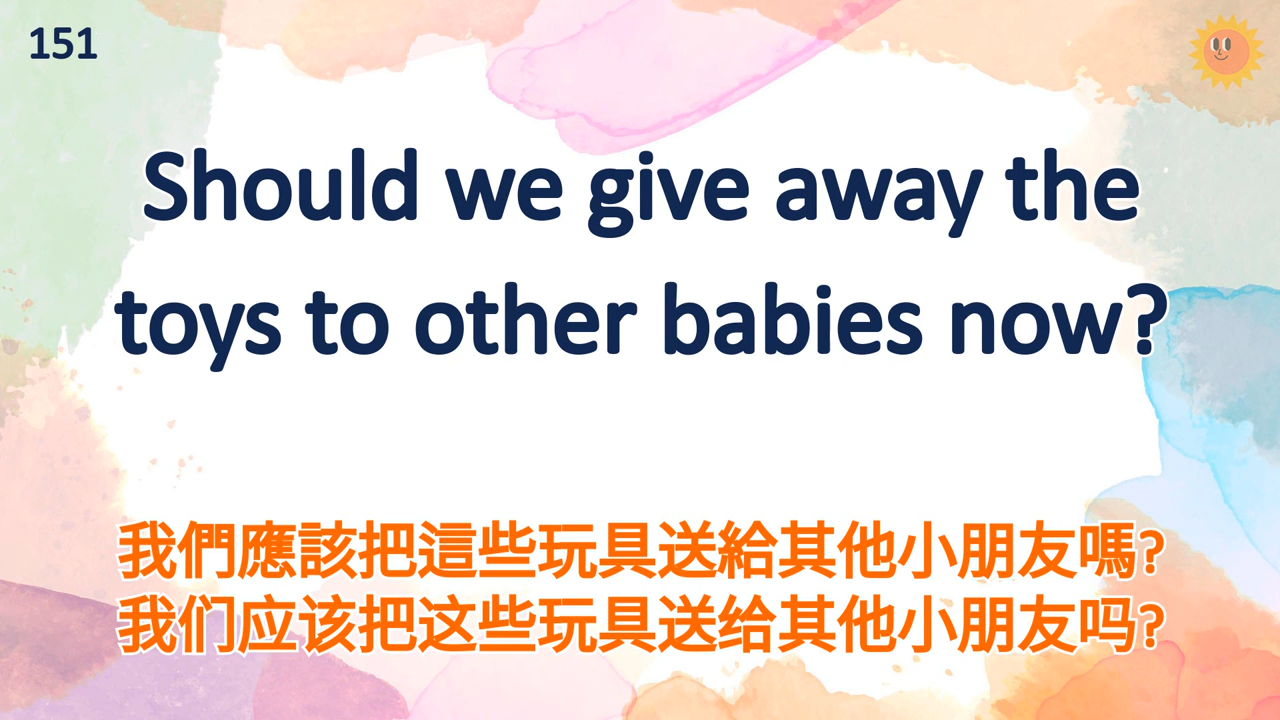 151
Should we give away the
toys to other babies now?
我們應該把這些玩具送給其他小朋友嗎?
我们应该把这些玩具送给其他小朋友吗?